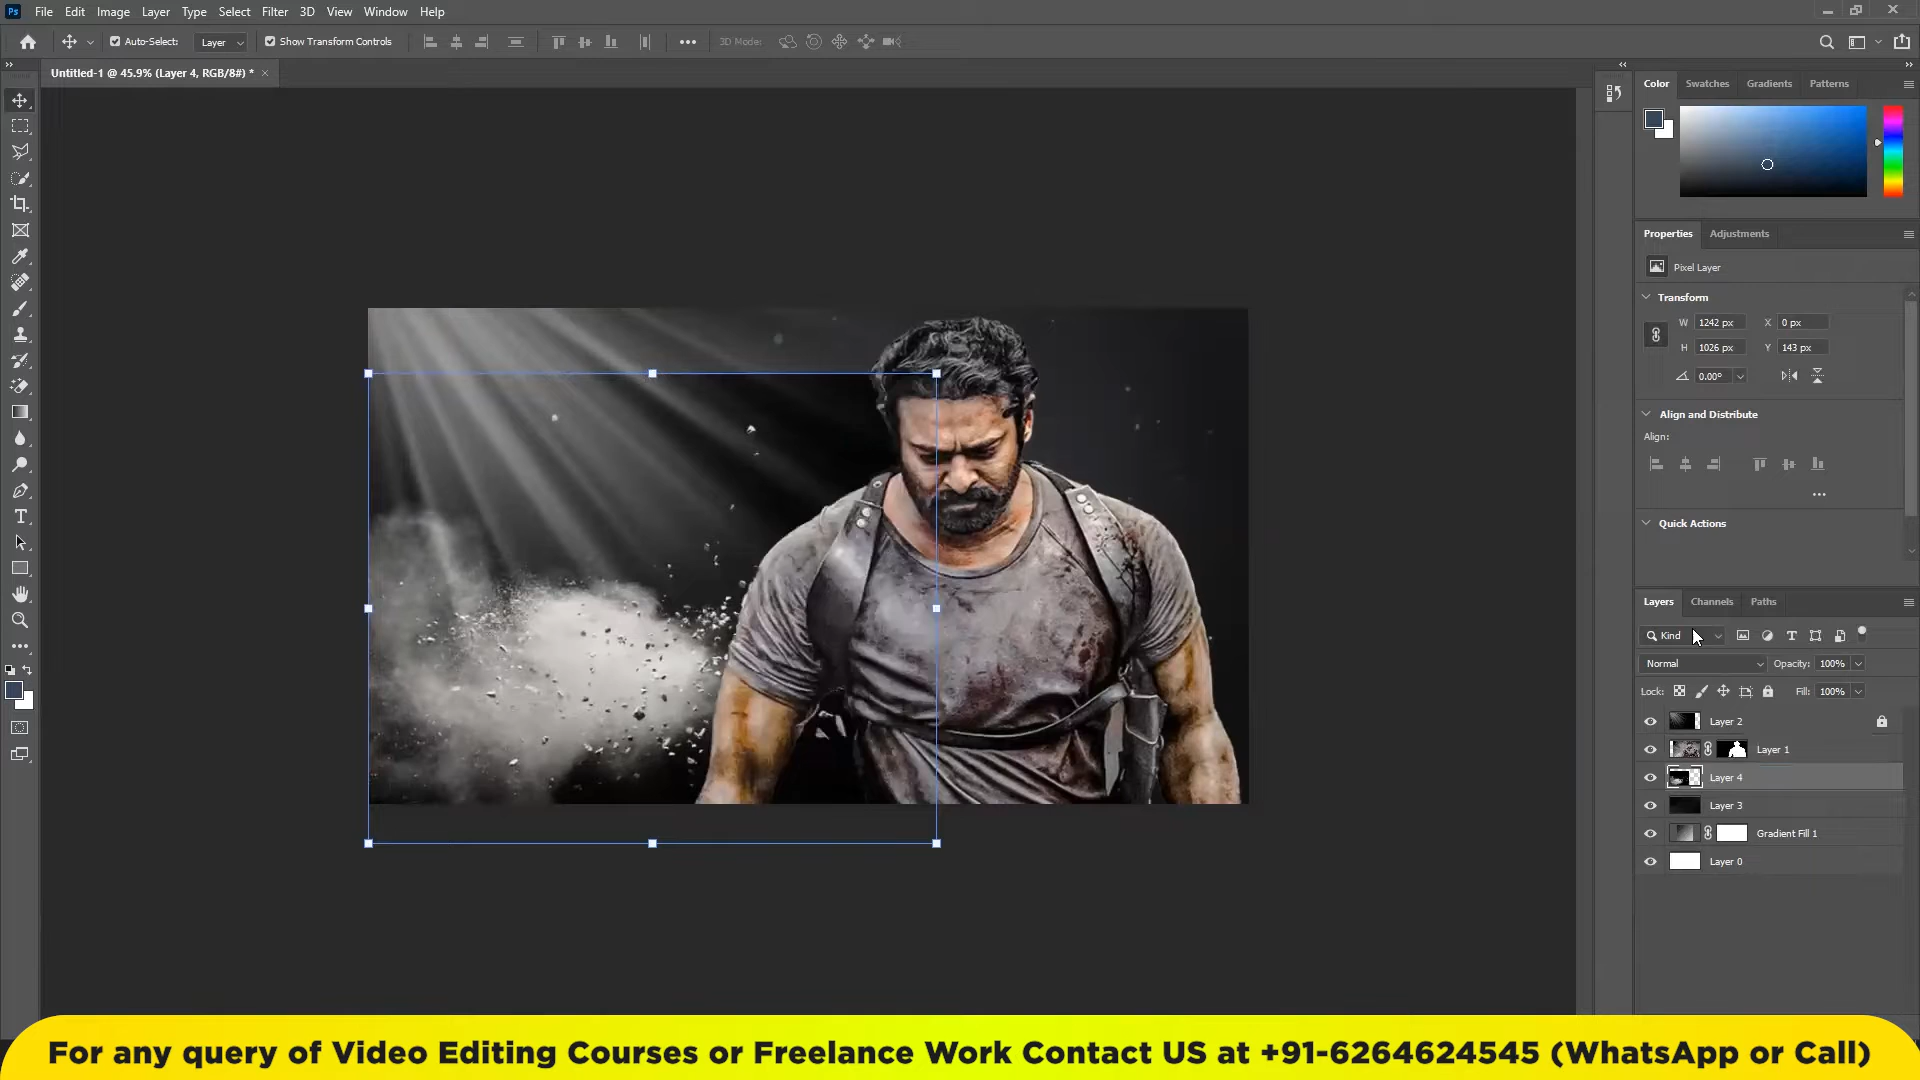 Ps File Edit Image Layer Type Select Filter 3D View Window Help
Auto-Select: Layer Show Transform Controls 3D Mode:
Untitled-1 @ 45.9% (Layer 4, RGB/8#) * ×
Color Swatches Gradients Patterns
Properties Adjustments
Pixel Layer
Transform
W 1242 px X 0 px
H 1026 px Y 143 px
0.00°
Align and Distribute
Align:
Quick Actions
Layers Channels Paths
Kind
Normal Opacity: 100%
Lock: Fill: 100%
Layer 2
Layer 1
Layer 4
Layer 3
Gradient Fill 1
Layer 0
For any query of Video Editing Courses or Freelance Work Contact US at +91-6264624545 (WhatsApp or Call)